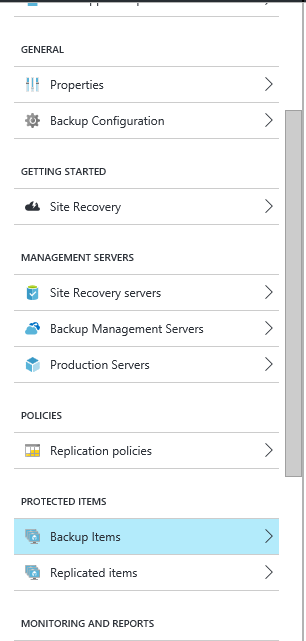 GENERAL
Properties
Backup Configuration
GETTING STARTED
Site Recovery
MANAGEMENT SERVERS
Site Recovery servers
Backup Management Servers
Production Servers
POLICIES
Replication policies
PROTECTED ITEMS
Backup Items
Replicated items
MONITORING AND REPORTS